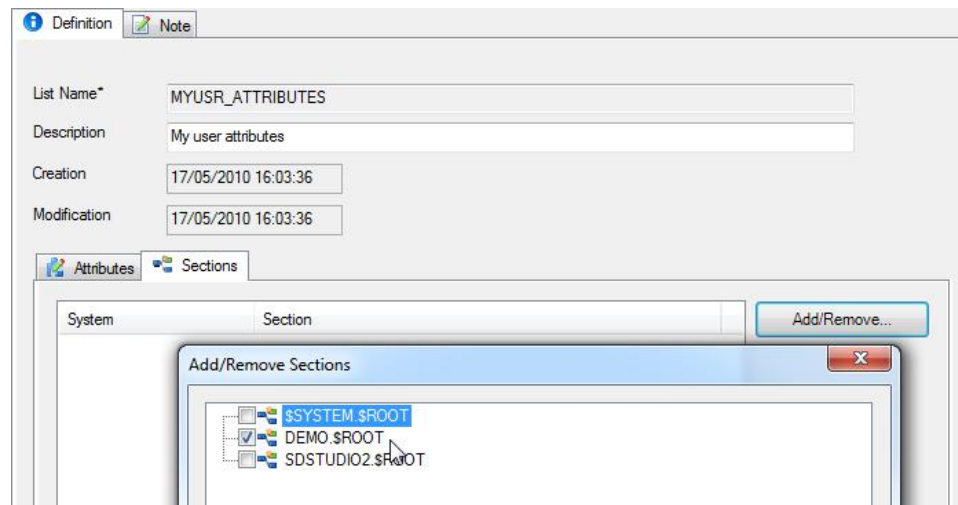 Definition Note
List Name* MYUSR_ATTRIBUTES
Description My user attributes
Creation 17/05/2010 16:03:36
Modification 17/05/2010 16:03:36
Attributes Sections
System Section Add/Remove...
Add/Remove Sections
$SYSTEM.$ROOT
DEMO.$ROOT
SDSTUDIO2.$ROOT